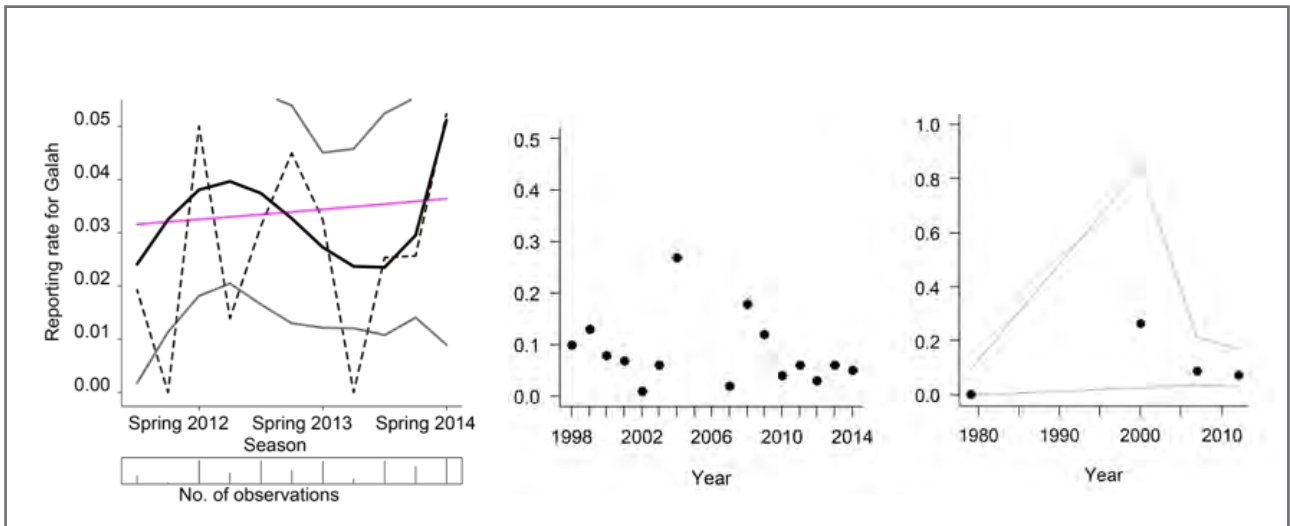 Reporting rate for Galah
0.05
0.04
0.03
0.02
0.01
0.00
Spring 2012 Spring 2013 Spring 2014
Season
No. of observations
0.5
0.4
0.3
0.2
0.1
0.0
1998 2002 2006 2010 2014
Year
1.0
0.8
0.6
0.4
0.2
0.0
1980 1990 2000 2010
Year